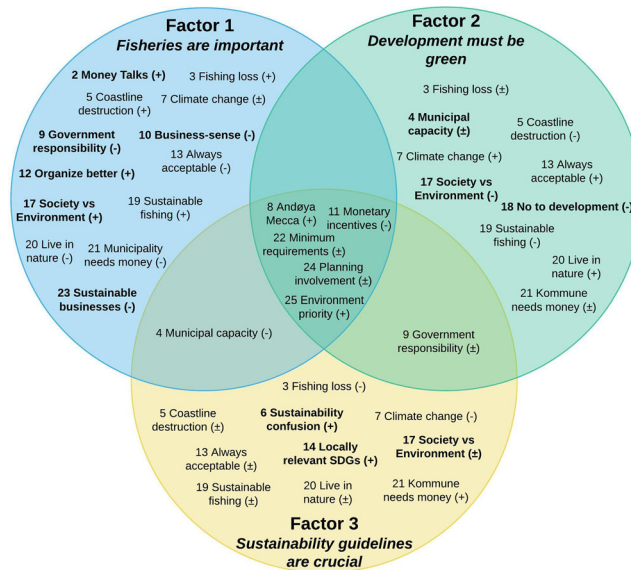 Factor 1
Fisheries are important
2 Money Talks (+)
3 Fishing loss (+)
5 Coastline
destruction (+)
7 Climate change (±)
9 Government
responsibility (-)
10 Business-sense (-)
13 Always
acceptable (-)
12 Organize better (+)
17 Society vs
Environment (+)
19 Sustainable
fishing (+)
20 Live in
nature (-)
21 Municipality
needs money (-)
23 Sustainable
businesses (-)
Factor 2
Development must be
green
3 Fishing loss (±)
4 Municipal
capacity (±)
5 Coastline
destruction (-)
7 Climate change (+)
13 Always
acceptable (+)
17 Society vs
Environment (-)
18 No to development (-)
19 Sustainable
fishing (-)
20 Live in
nature (+)
21 Kommune
needs money (±)
8 Andøya
Mecca (+)
11 Monetary
incentives (-)
22 Minimum
requirements (±)
24 Planning
involvement (±)
25 Environment
priority (+)
4 Municipal capacity (-)
9 Government
responsibility (±)
3 Fishing loss (-)
5 Coastline
destruction (±)
6 Sustainability
confusion (+)
7 Climate change (-)
13 Always
acceptable (±)
14 Locally
relevant SDGs (+)
17 Society vs
Environment (±)
19 Sustainable
fishing (±)
20 Live in
nature (±)
21 Kommune
needs money (+)
Factor 3
Sustainability guidelines
are crucial